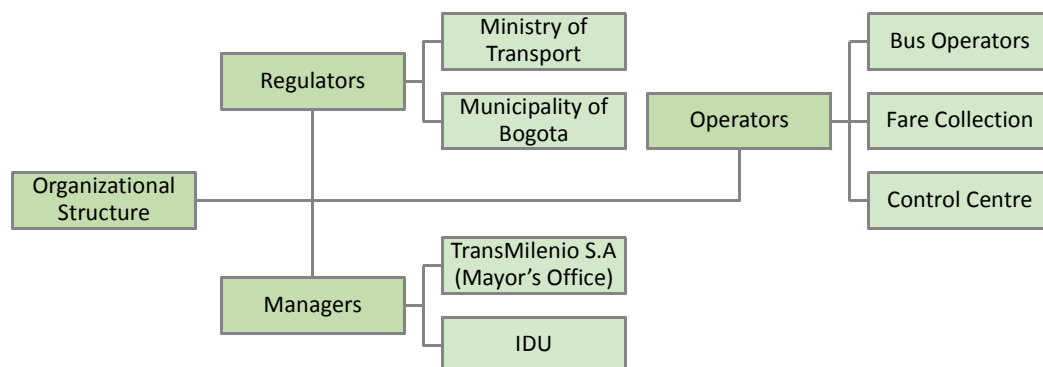 Organizational
Structure
Regulators
Ministry of
Transport
Municipality of
Bogota
Managers
TransMilenio S.A
(Mayor’s Office)
IDU
Operators
Bus Operators
Fare Collection
Control Centre